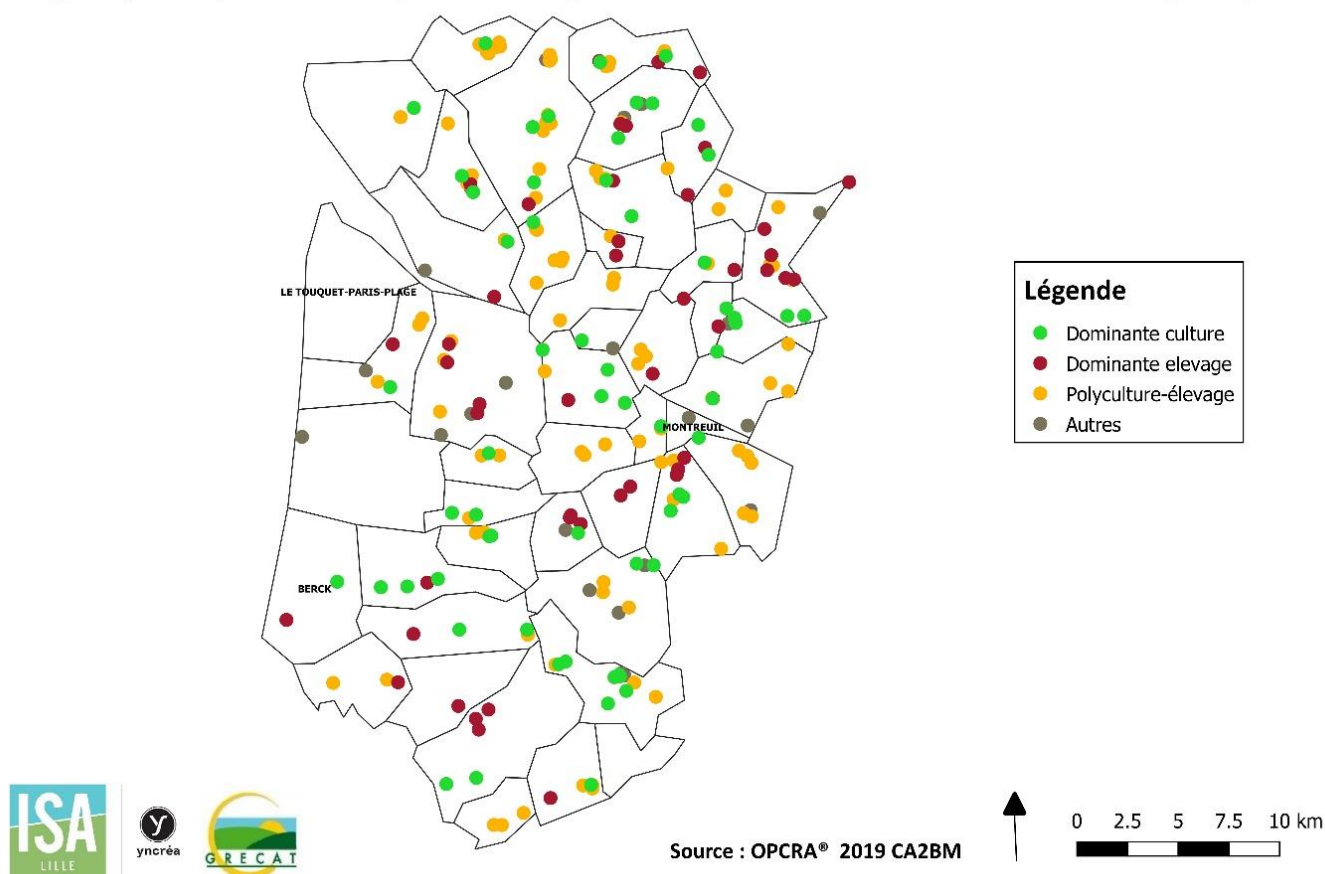 LE TOUQUET-PARIS-PLAGE
Légende
Dominante culture
Dominante elevage
Polyculture-élevage
Autres
MONTREUIL
BERCK
ISA
LILLE
yncréa
GRECAT
Source : OPCRA® 2019 CA2BM
0 2.5 5 7.5 10 km